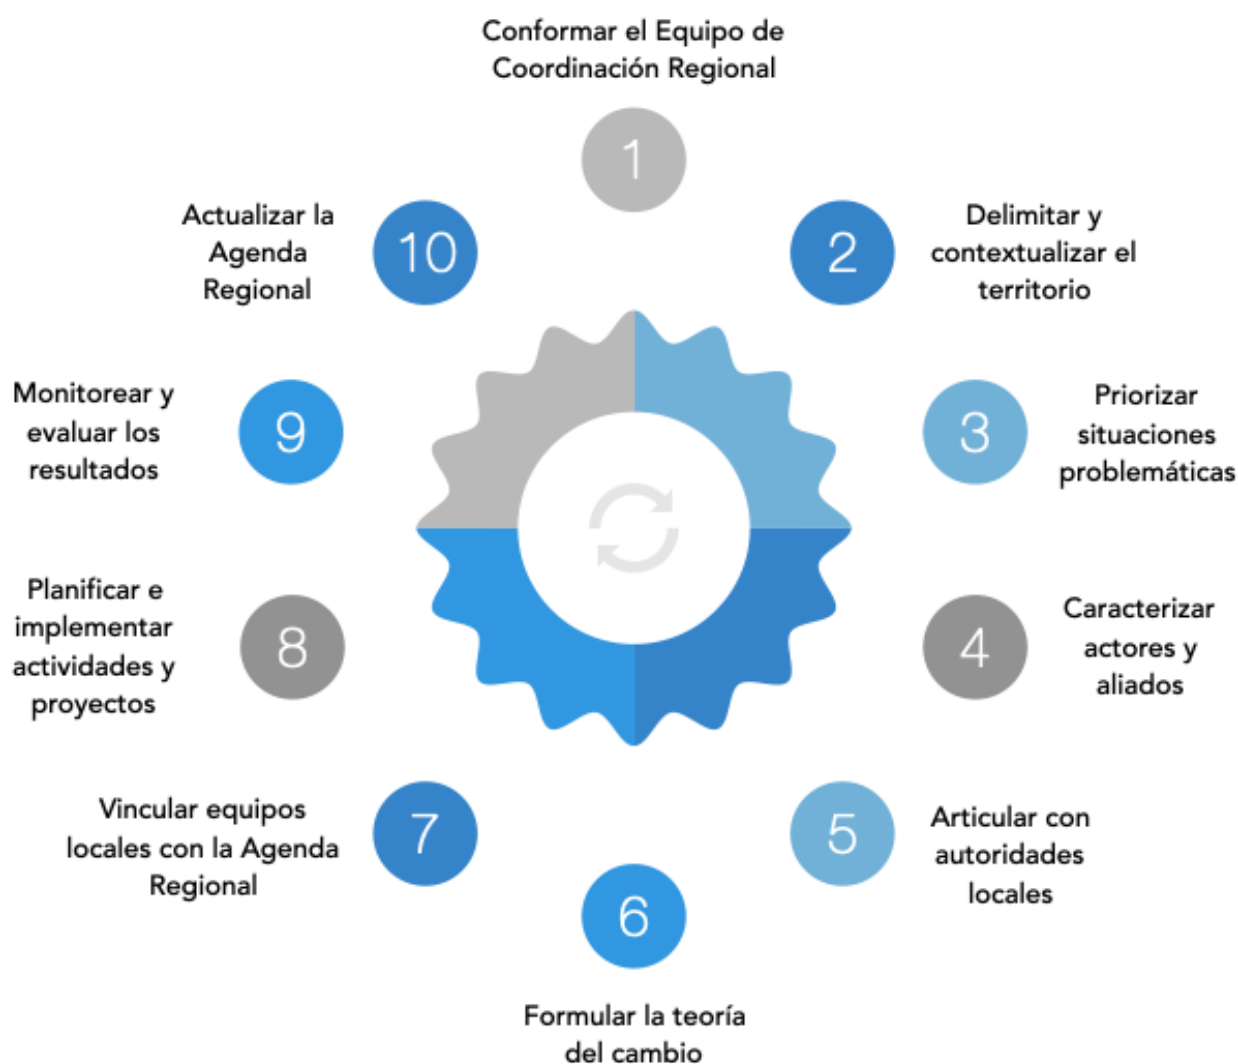 Conformar el Equipo de
Coordinación Regional
1
2
Delimitar y
contextualizar el
territorio
3
Priorizar
situaciones
problemáticas
4
Caracterizar
actores y
aliados
5
Articular con
autoridades
locales
6
Formular la teoría
del cambio
7
Vincular equipos
locales con la Agenda
Regional
8
Planificar e
implementar
actividades y
proyectos
9
Monitorear y
evaluar los
resultados
10
Actualizar la
Agenda
Regional